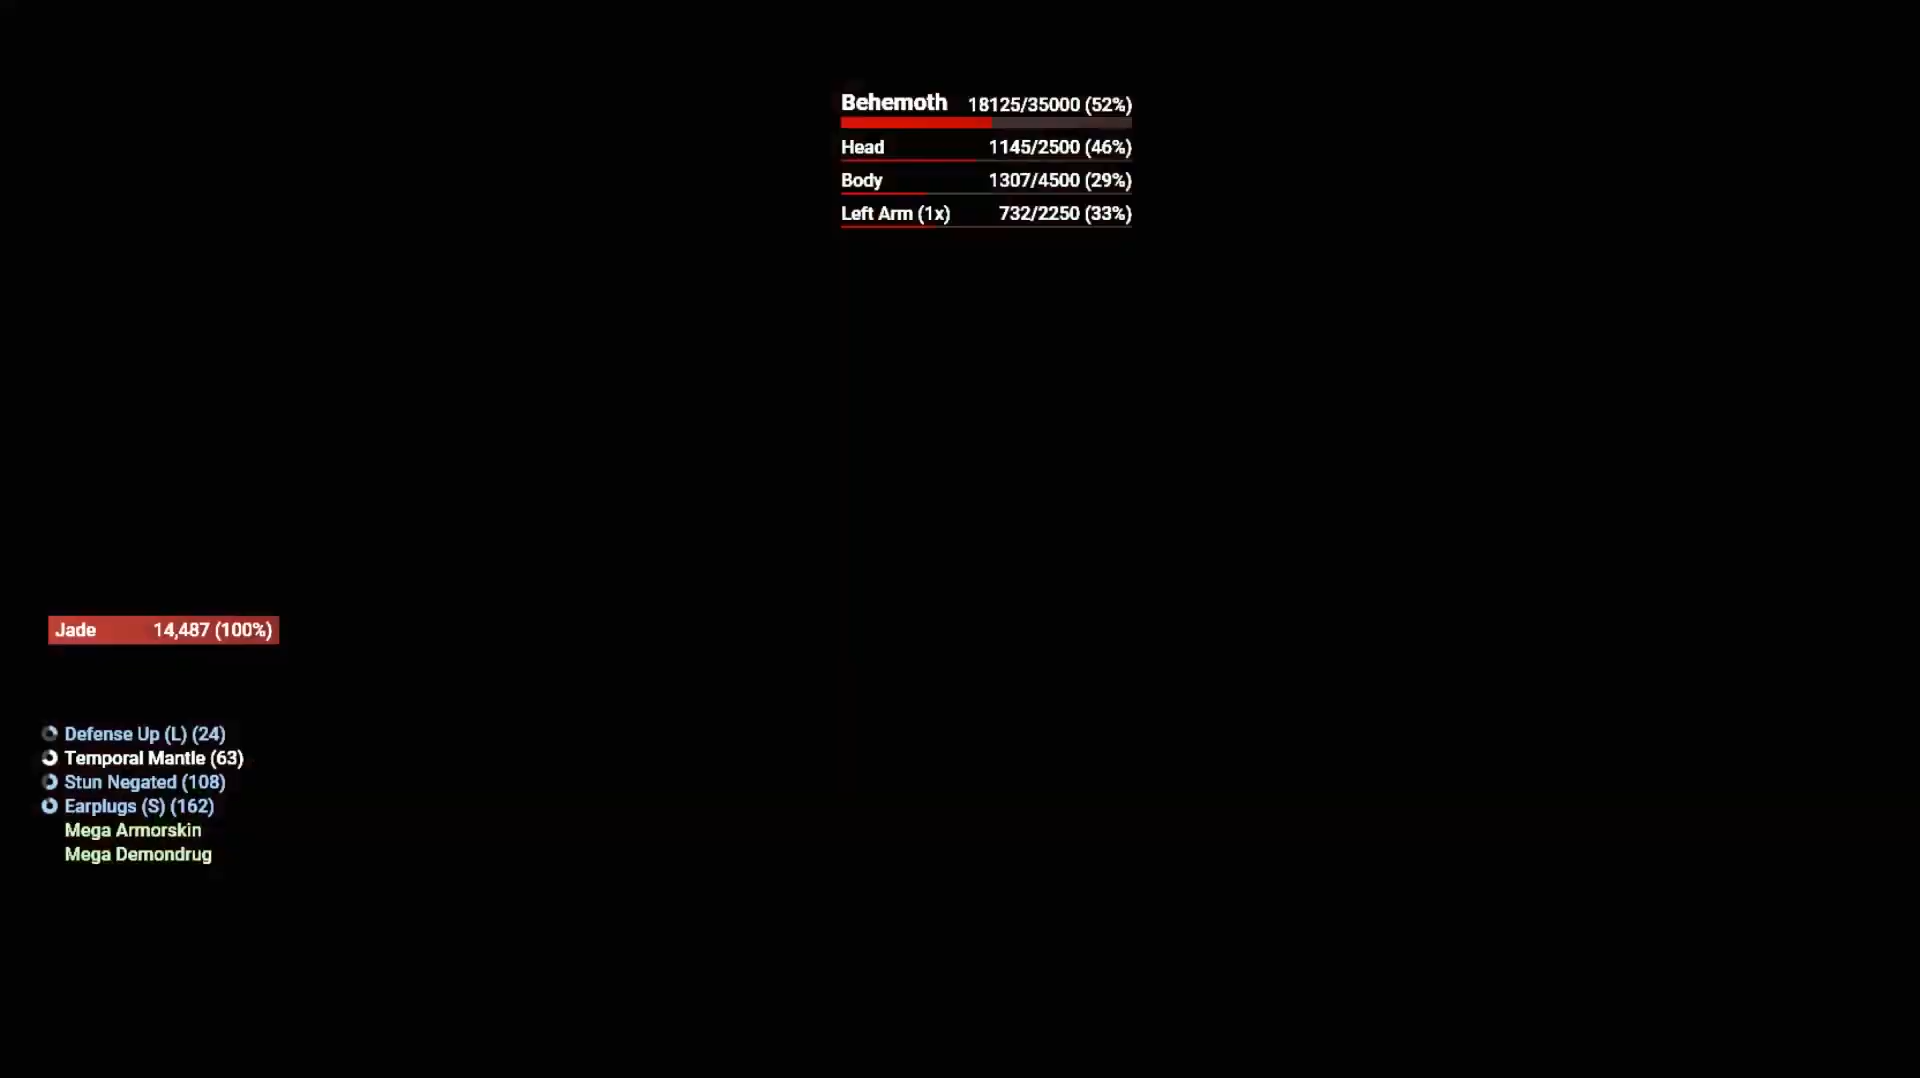 Behemoth 18125/35000 (52%)
Head 1145/2500 (46%)
Body 1307/4500 (29%)
Left Arm (1x) 732/2250 (33%)
Jade 14,487 (100%)
Defense Up (L) (24)
Temporal Mantle (63)
Stun Negated (108)
Earplugs (S) (162)
Mega Armorskin
Mega Demondrug